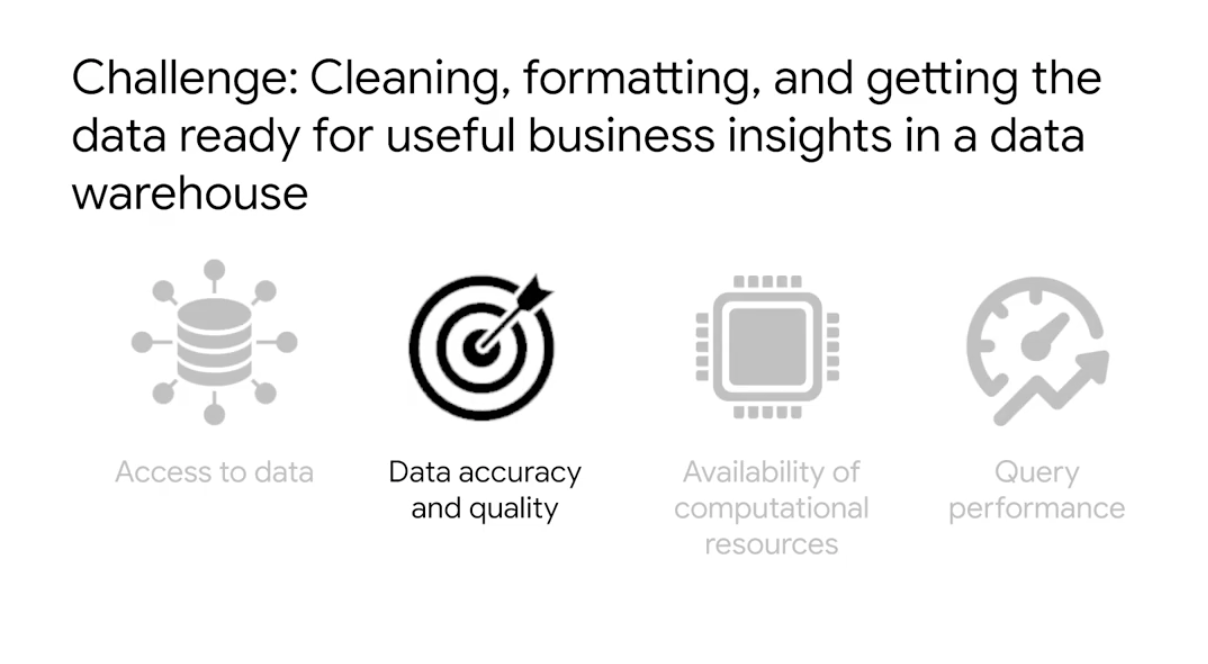 Challenge: Cleaning, formatting, and getting the
data ready for useful business insights in a data
warehouse
Access to data
Data accuracy
and quality
Availability of
computational
resources
Query
performance